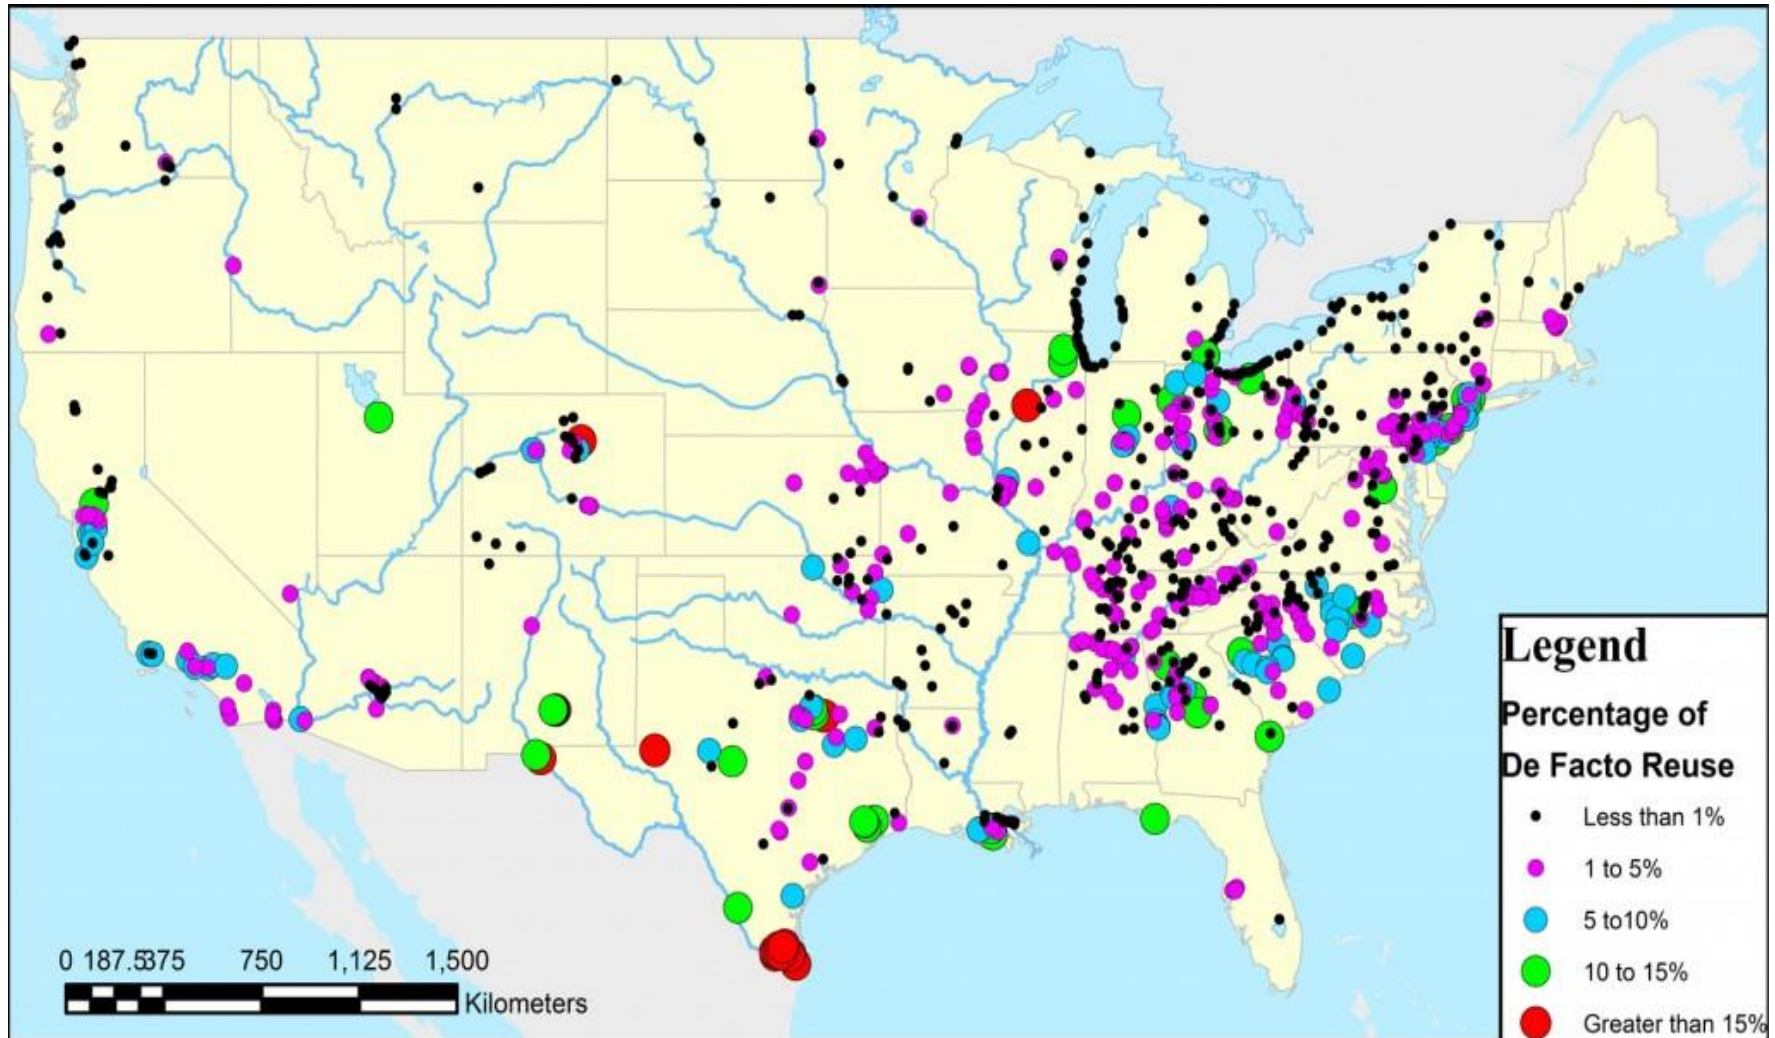 Legend
Percentage of
De Facto Reuse
Less than 1%
1 to 5%
5 to10%
10 to 15%
Greater than 15%
0 187.5375 750 1,125 1,500
Kilometers